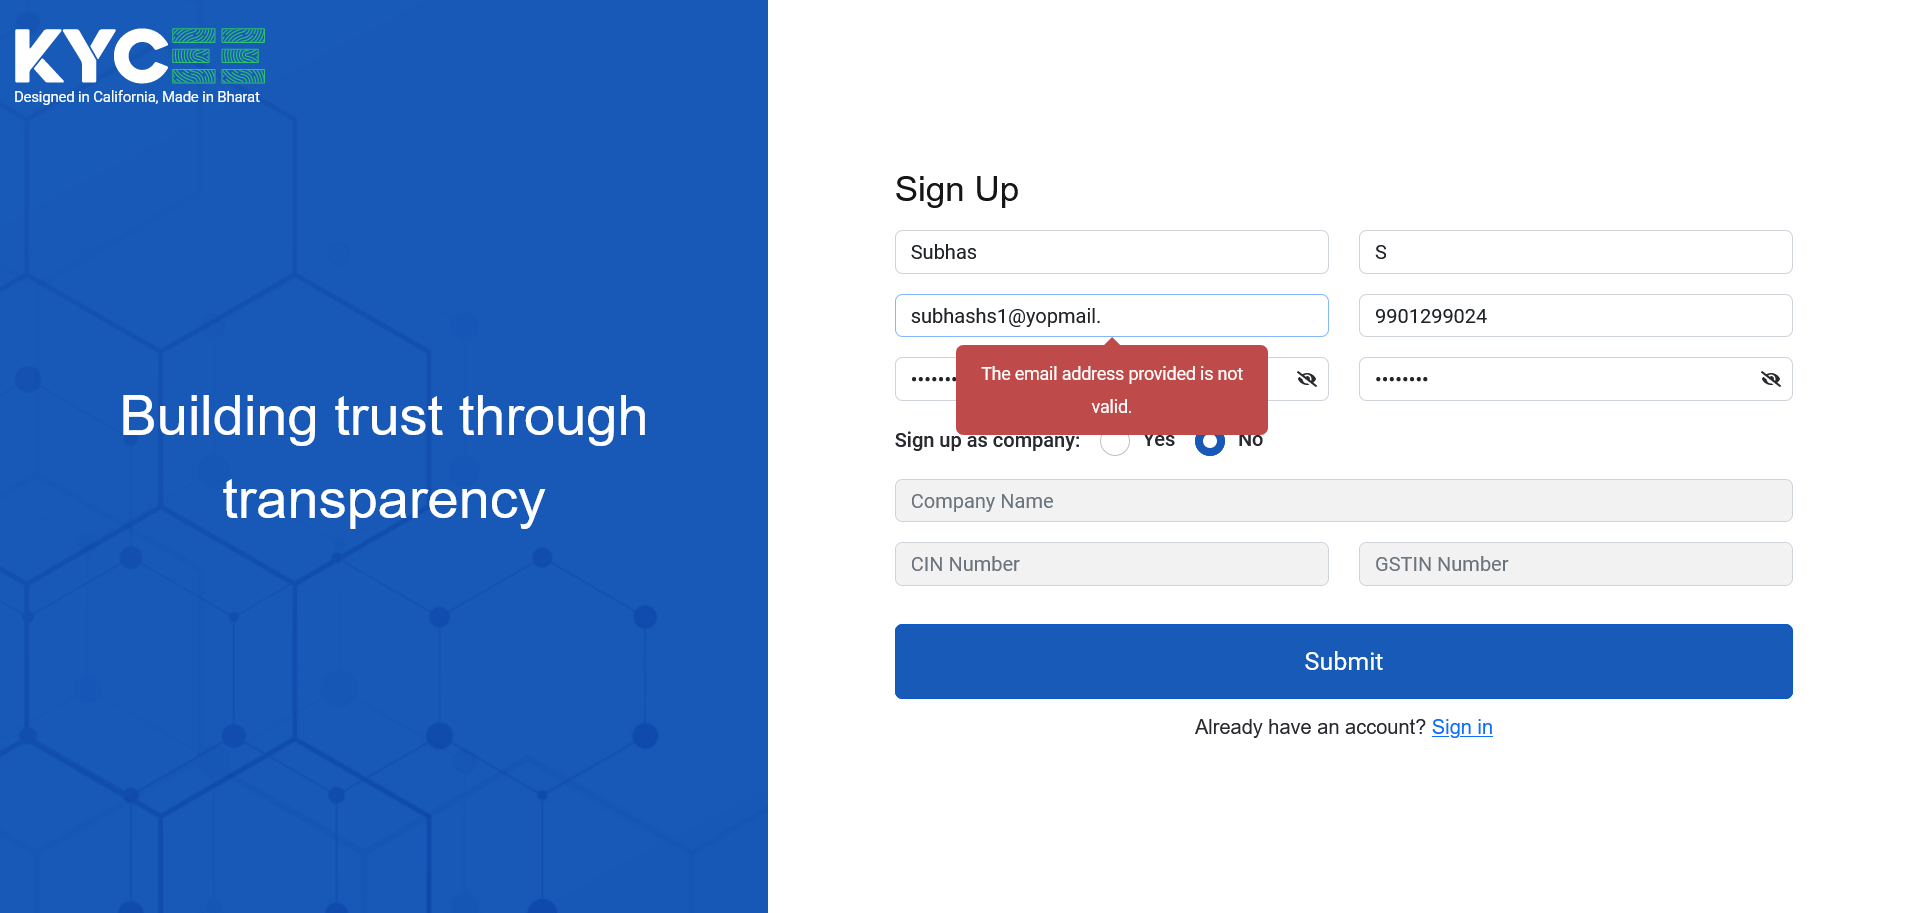 KYCEE
Designed in California, Made in Bharat
Building trust through
transparency
Sign Up
Subhas
S
subhashs1@yopmail.
9901299024
The email address provided is not
valid.
Sign up as company:
Yes
No
Company Name
CIN Number
GSTIN Number
Submit
Already have an account? Sign in